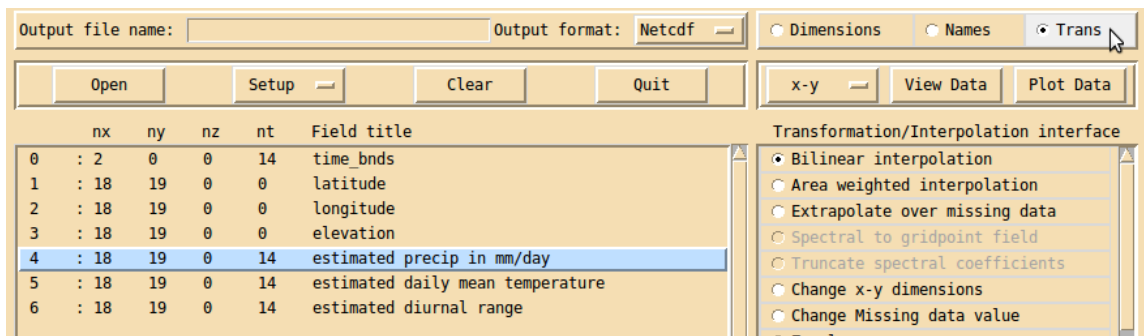 Output file name: Output format: Netcdf Dimensions Names Trans
Open Setup Clear Quit x-y View Data Plot Data
nx ny nz nt Field title Transformation/Interpolation interface
0 : 2 0 0 14 time_bnds Bilinear interpolation
1 : 18 19 0 0 latitude Area weighted interpolation
2 : 18 19 0 0 longitude Extrapolate over missing data
3 : 18 19 0 0 elevation Spectral to gridpoint field
4 : 18 19 0 14 estimated precip in mm/day Truncate spectral coefficients
5 : 18 19 0 14 estimated daily mean temperature Change x-y dimensions
6 : 18 19 0 14 estimated diurnal range Change Missing data value